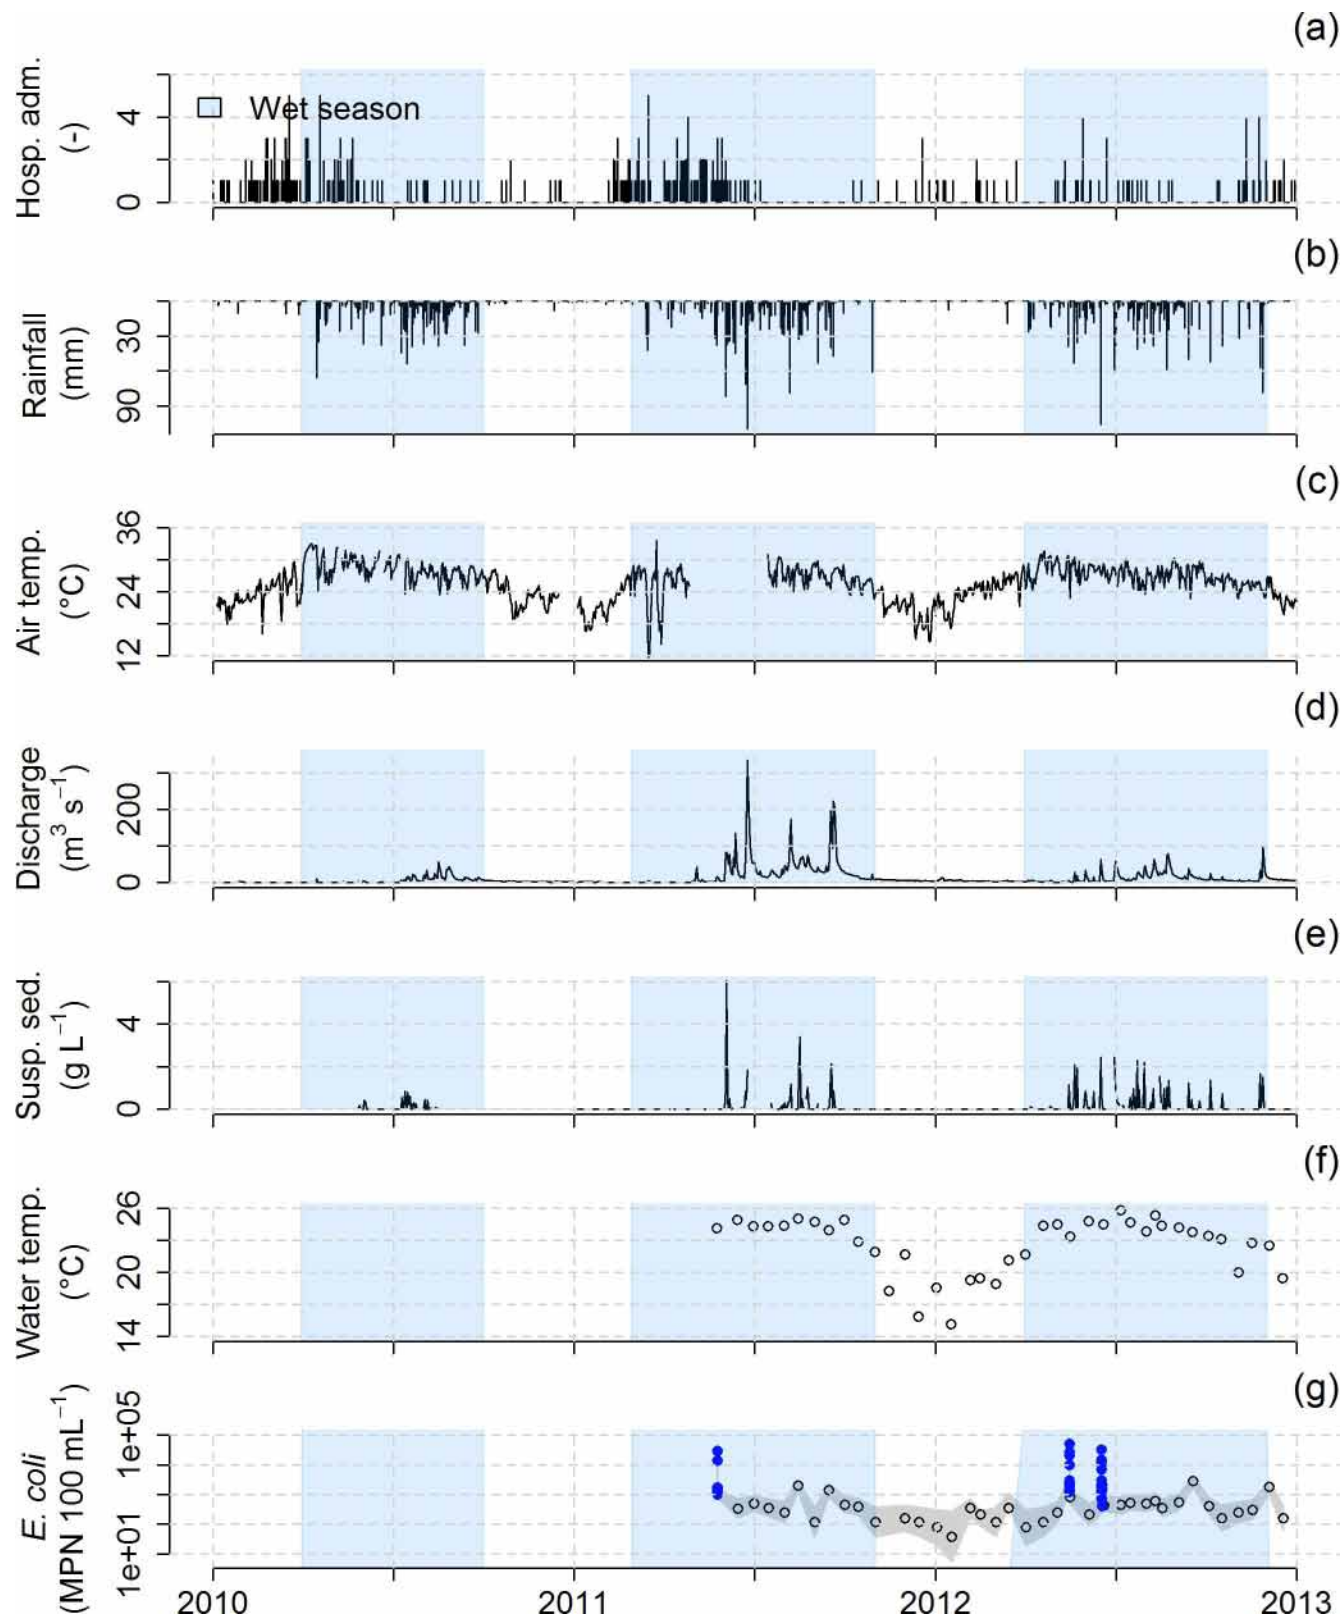 (a)
Hosp. adm.
(-)
4
0
Wet season
(b)
Rainfall
(mm)
30
90
(c)
Air temp.
(°C)
36
24
12
(d)
Discharge
(m³ s⁻¹)
200
0
(e)
Susp. sed.
(g L⁻¹)
4
0
(f)
Water temp.
(°C)
26
20
14
(g)
E. coli
(MPN 100 mL⁻¹)
1e+05
1e+01
2010 2011 2012 2013